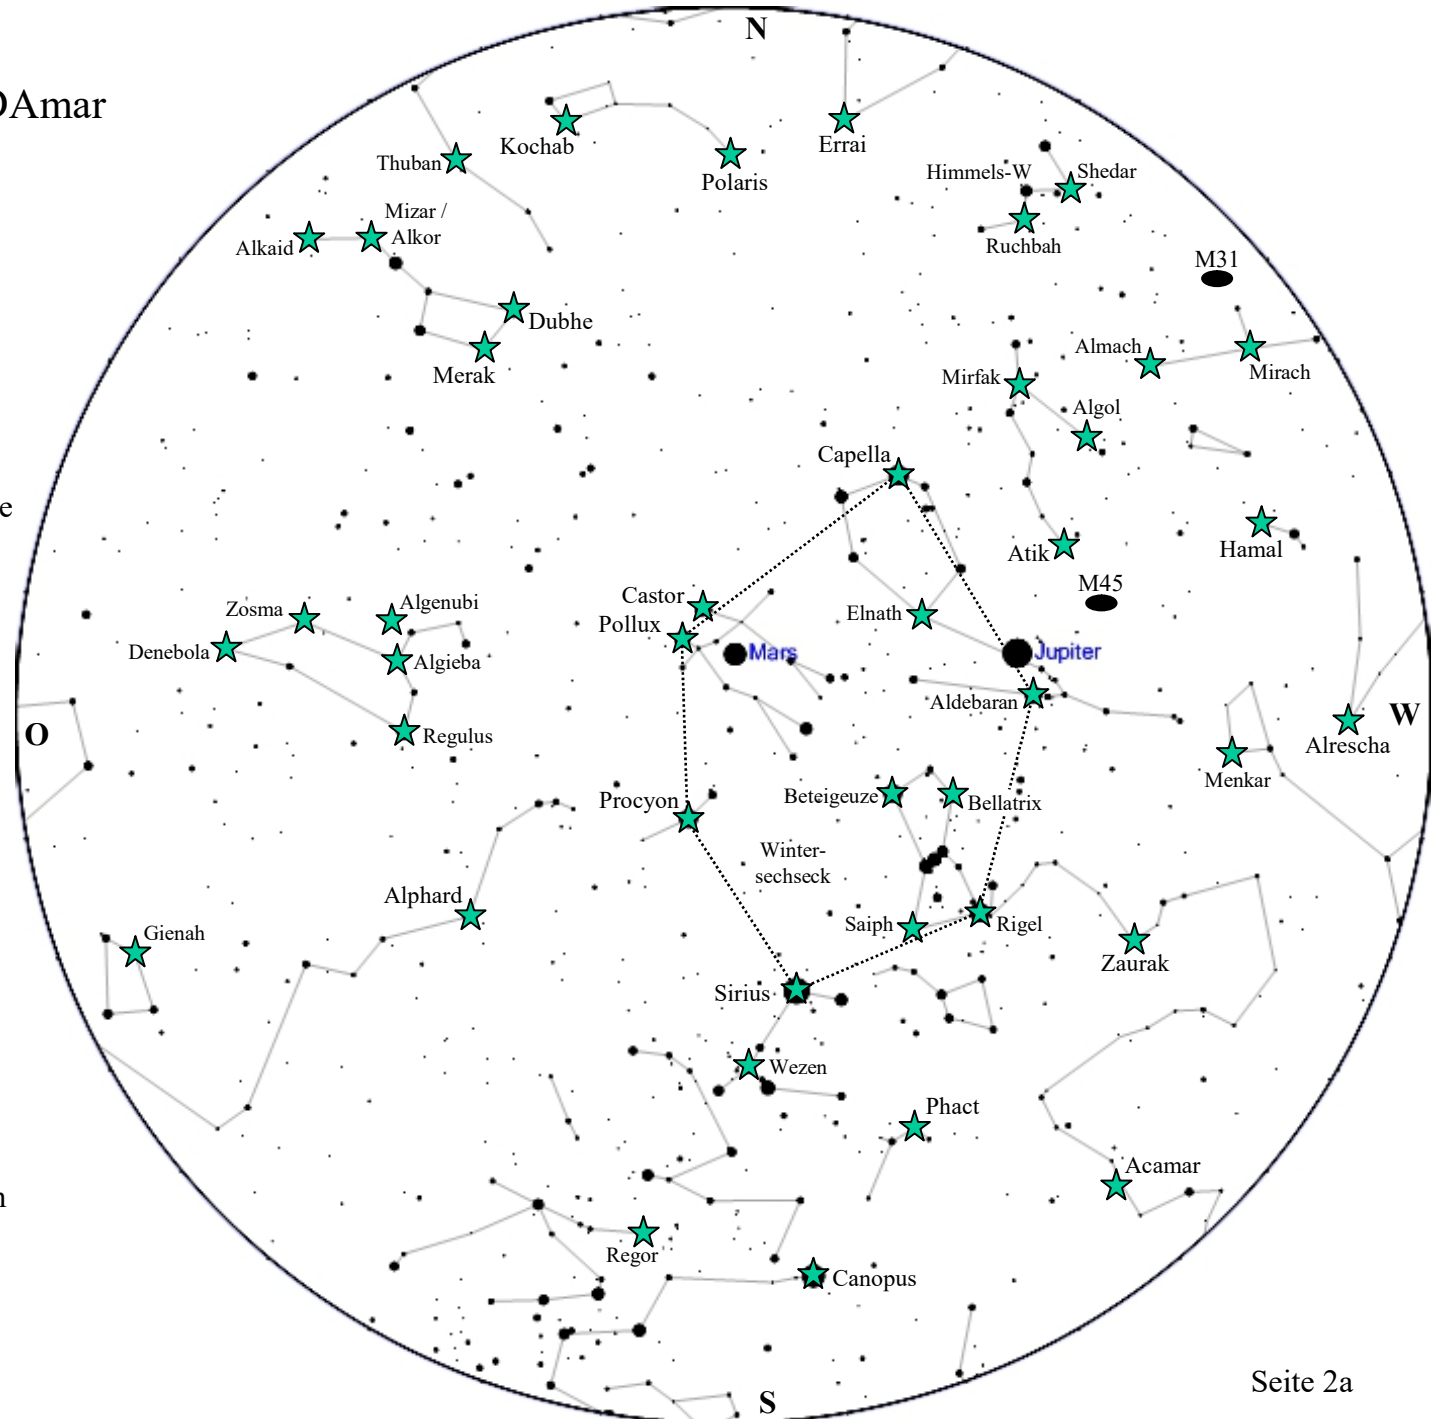 N
DAmar
Kochab
Errai
Thuban
Polaris
Himmels-W
Shedar
Mizar /
Alkor
Alkaid
Ruchbah
M31
Dubhe
Merak
Almach
Mirach
Mirfak
Algol
Capella
e
Hamal
Atik
M45
Castor
Pollux
Elnath
Zosma
Algenubi
Denebola
Algieba
Mars
Jupiter
Aldebaran
O
Regulus
W
Alrescha
Menkar
Procyon
Beteigeuze
Bellatrix
Winter-
sechseck
Alphard
Gienah
Saiph
Rigel
Zaurak
Sirius
Wezen
Phact
Acamar
Regor
Canopus
S
Seite 2a